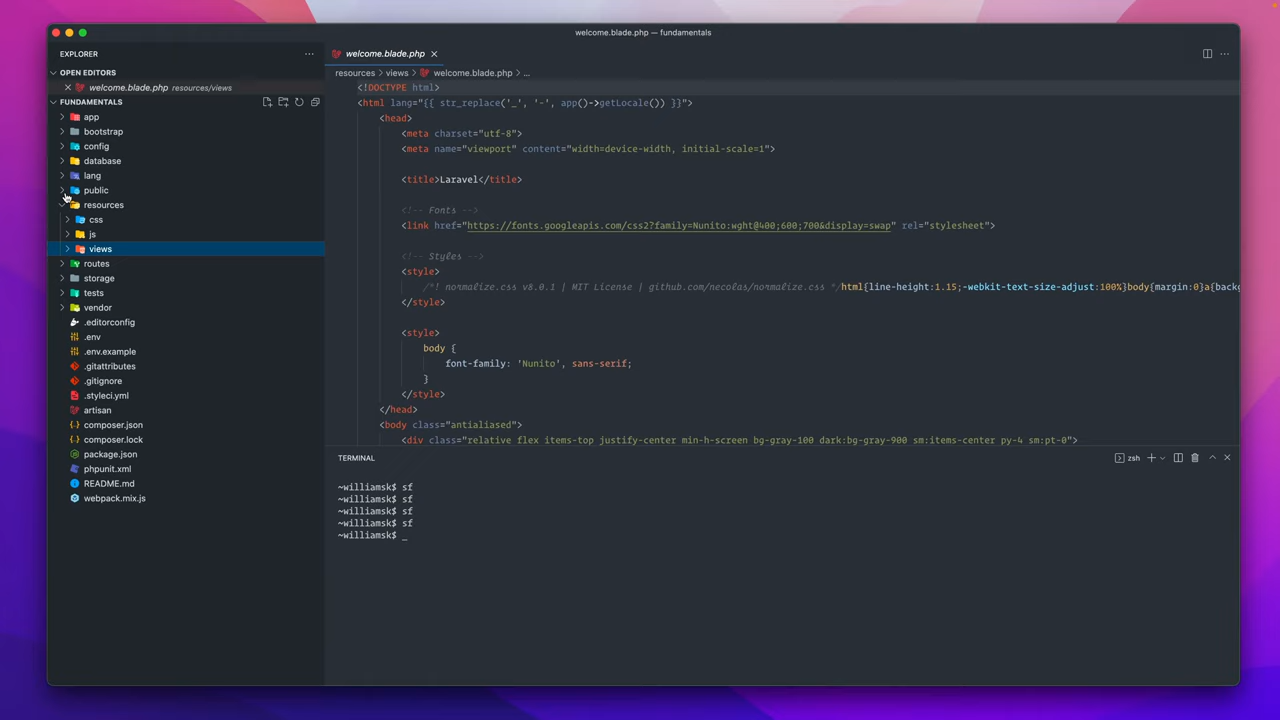 welcome.blade.php — fundamentals
EXPLORER
OPEN EDITORS
welcome.blade.php resources/views
FUNDAMENTALS
app
bootstrap
config
database
lang
public
resources
css
js
views
routes
storage
tests
vendor
.editorconfig
.env
.env.example
.gitattributes
.gitignore
.styleci.yml
artisan
composer.json
composer.lock
package.json
phpunit.xml
README.md
webpack.mix.js
welcome.blade.php
resources > views > welcome.blade.php > ...
<!DOCTYPE html>
<html lang="{{ str_replace('_', '-', app()->getLocale()) }}">
<head>
<meta charset="utf-8">
<meta name="viewport" content="width=device-width, initial-scale=1">
<title>Laravel</title>
<!-- Fonts -->
<link href="https://fonts.googleapis.com/css2?family=Nunito:wght@400;600;700&display=swap" rel="stylesheet">
<!-- Styles -->
<style>
/*! normalize.css v8.0.1 | MIT License | github.com/necolas/normalize.css */html{line-height:1.15;-webkit-text-size-adjust:100%}body{margin:0}a{backg
</style>
<style>
body {
font-family: 'Nunito', sans-serif;
}
</style>
</head>
<body class="antialiased">
<div class="relative flex items-top justify-center min-h-screen bg-gray-100 dark:bg-gray-900 sm:items-center py-4 sm:pt-0">
TERMINAL
zsh
~williamsk$ sf
~williamsk$ sf
~williamsk$ sf
~williamsk$ sf
~williamsk$ _